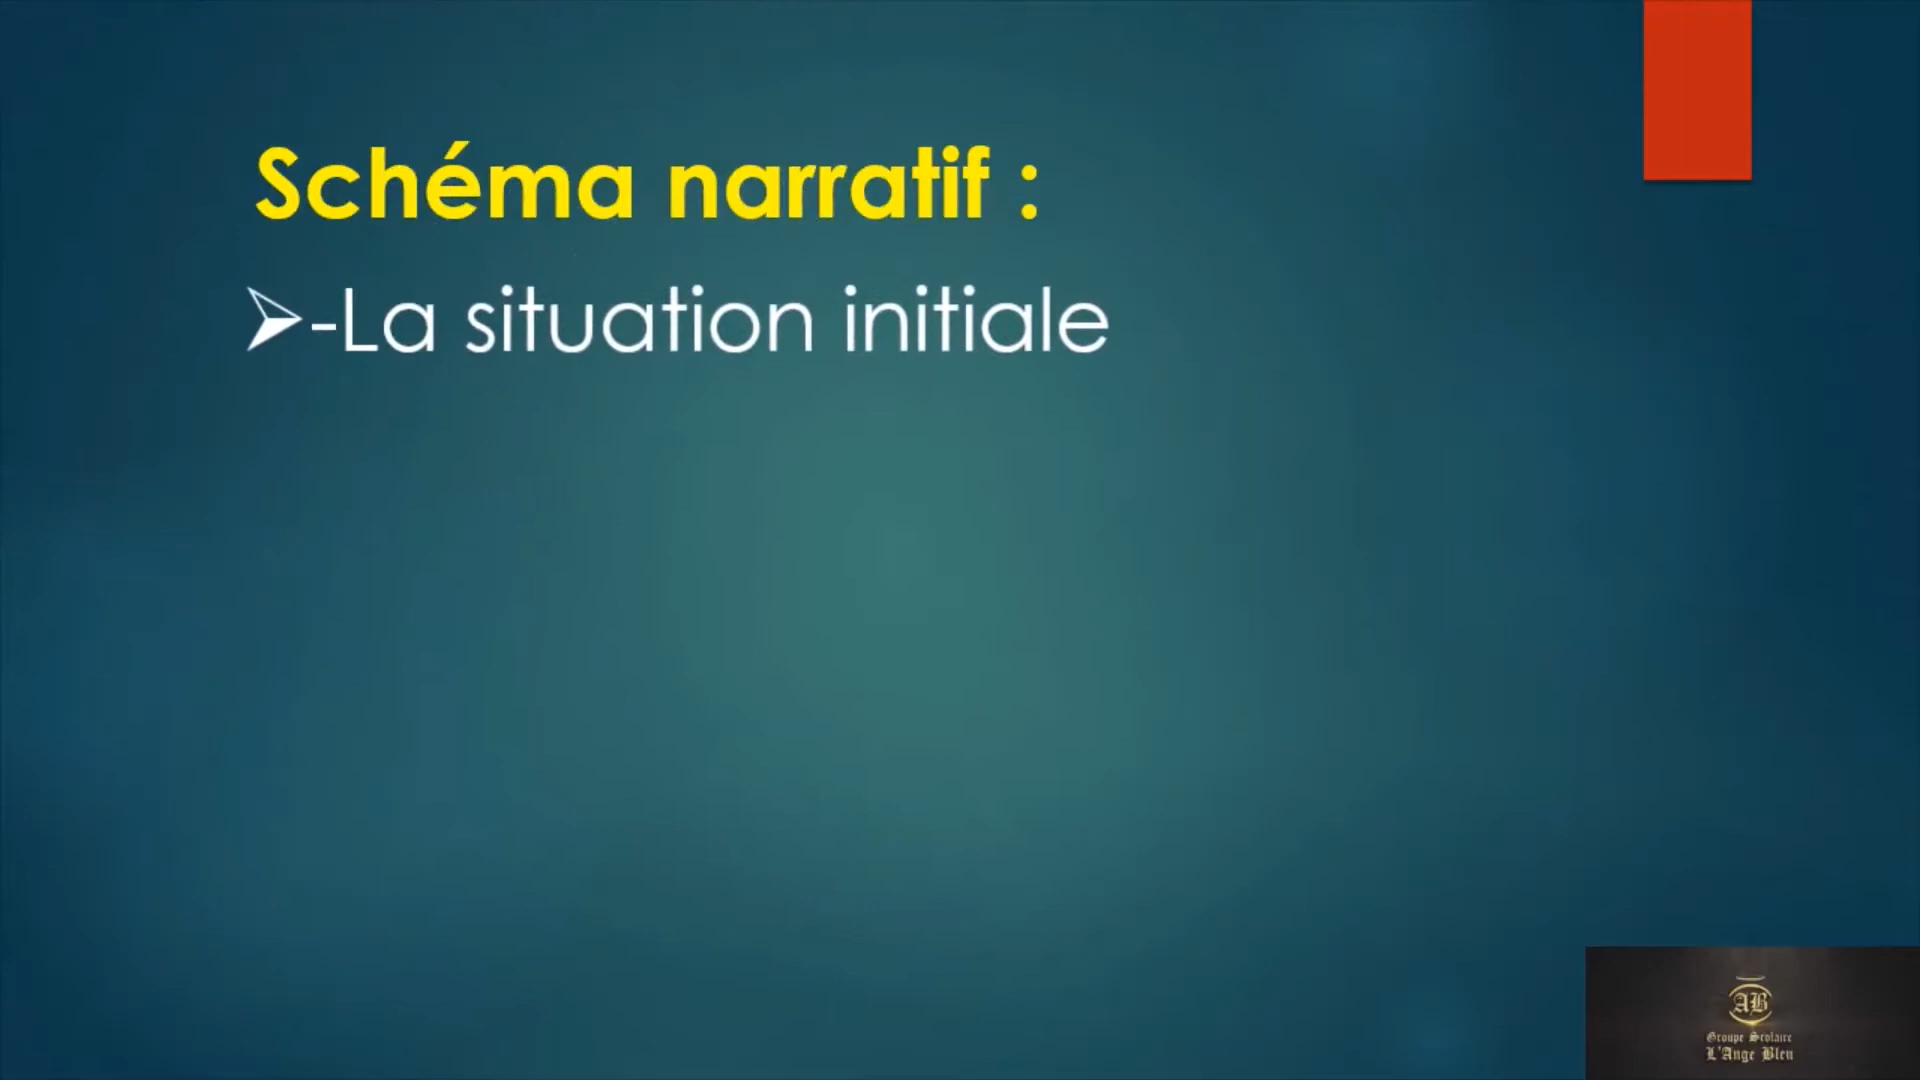 Schéma narratif :
➢-La situation initiale
AB
Groupe Scolaire
L'Ange Bleu